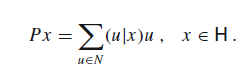 Px = ∑(u|x)u , x ∈ H .
u∈N